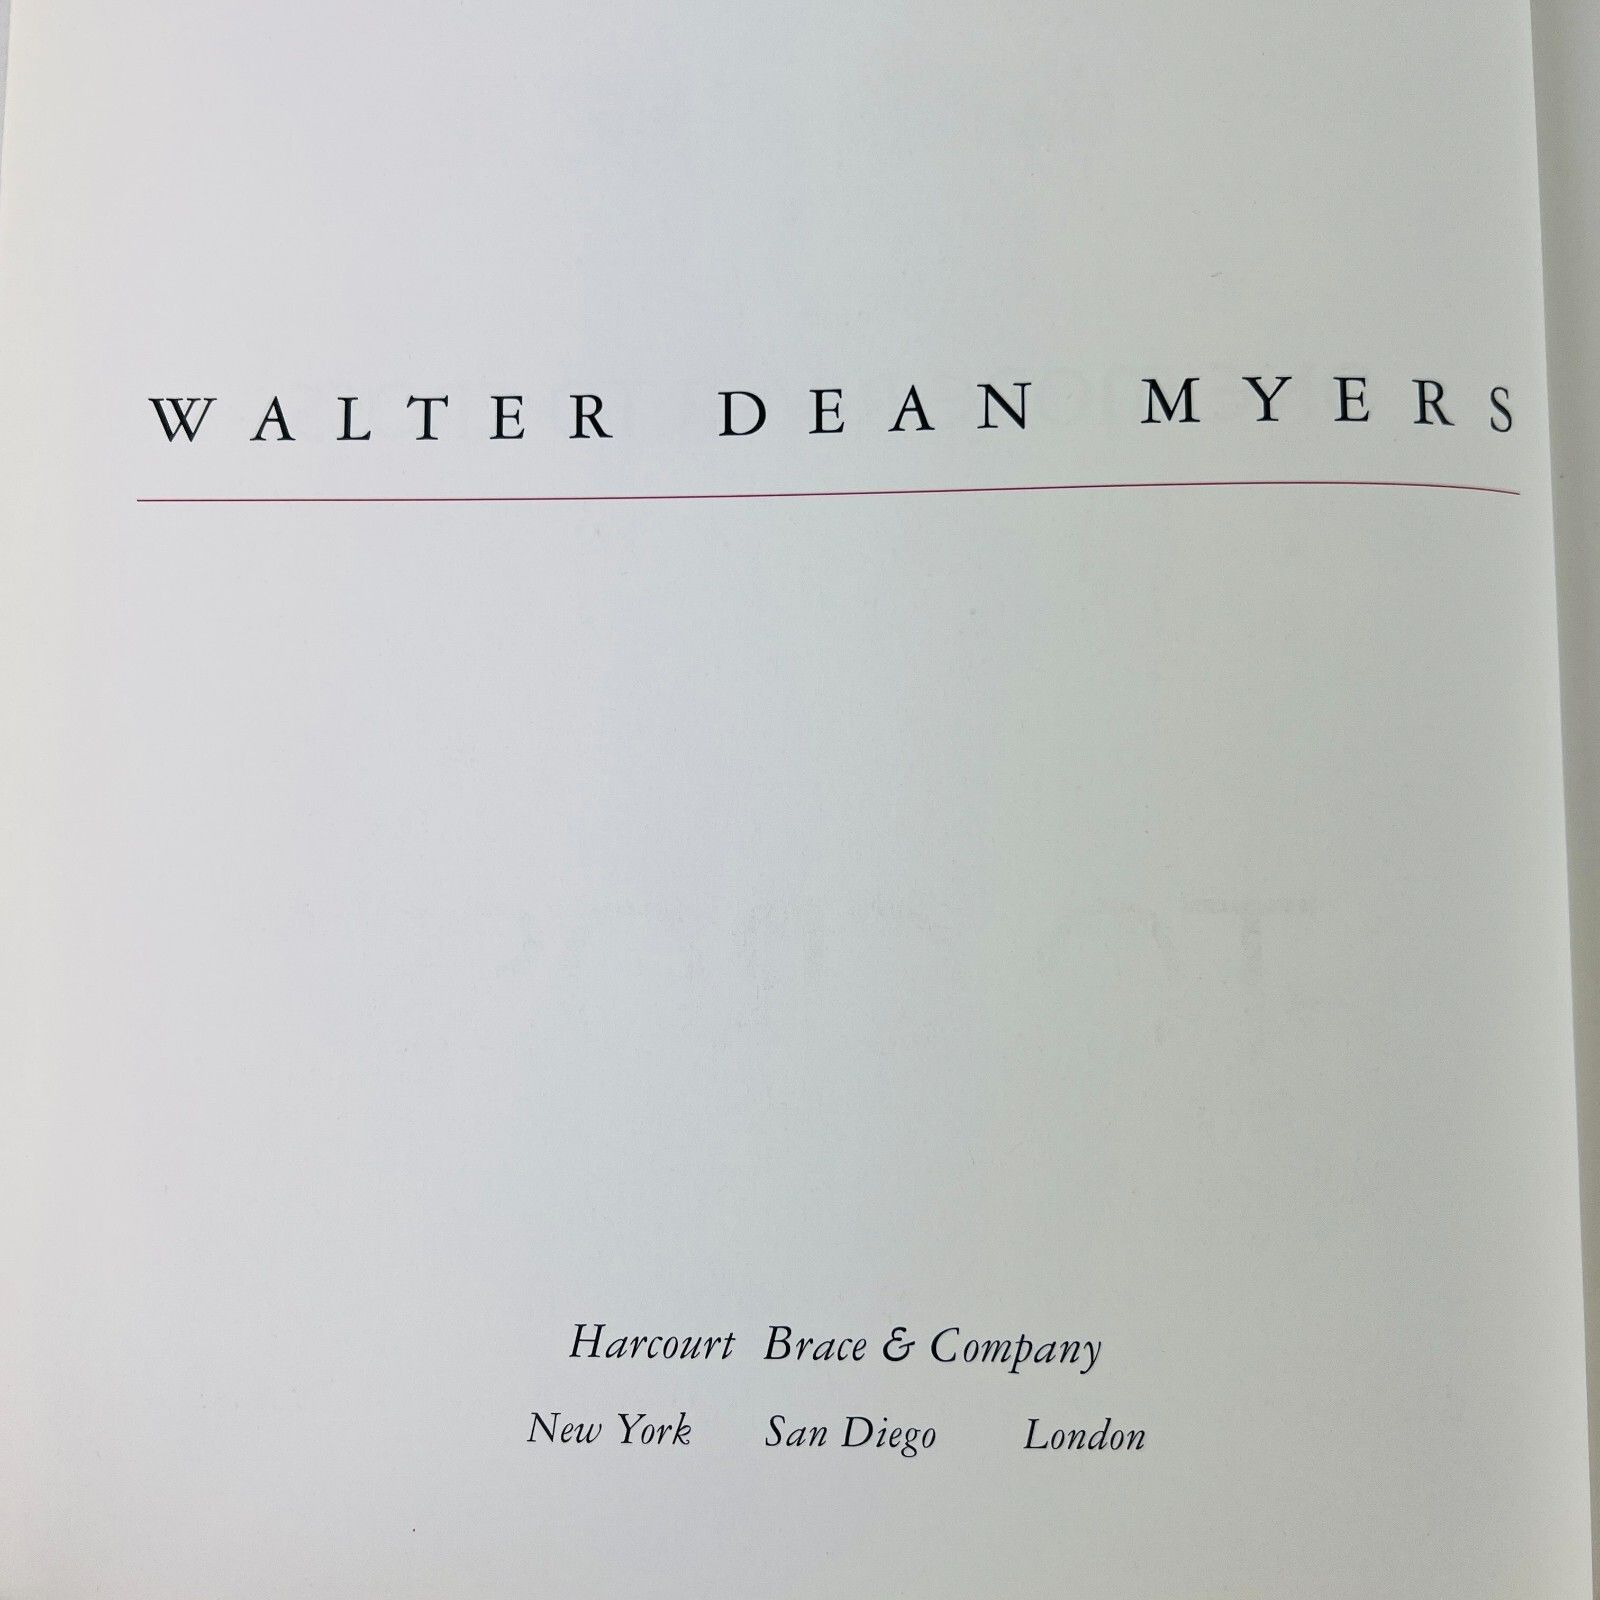 WALTER DEAN MYERS
Harcourt Brace & Company
New York San Diego London